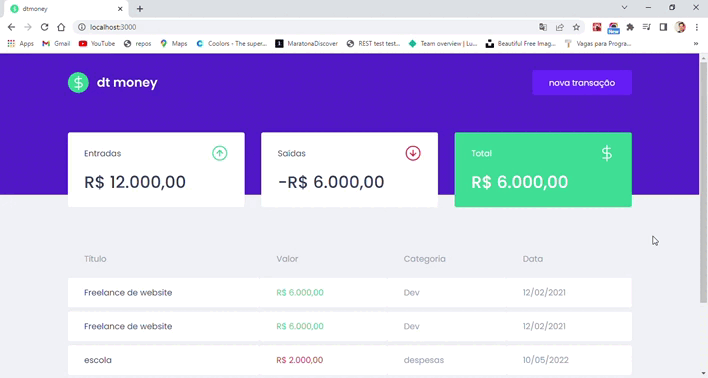 dtmoney
localhost:3000
Apps Gmail YouTube repos Maps Coolors - The super... MaratonaDiscover REST test test... Team overview | Lu... Beautiful Free Imag... Vagas para Progra...
New
dt money
nova transação
Entradas
R$ 12.000,00
Saídas
-R$ 6.000,00
Total
R$ 6.000,00
Título Valor Categoria Data
Freelance de website R$ 6.000,00 Dev 12/02/2021
Freelance de website R$ 6.000,00 Dev 12/02/2021
escola R$ 2.000,00 despesas 10/05/2022